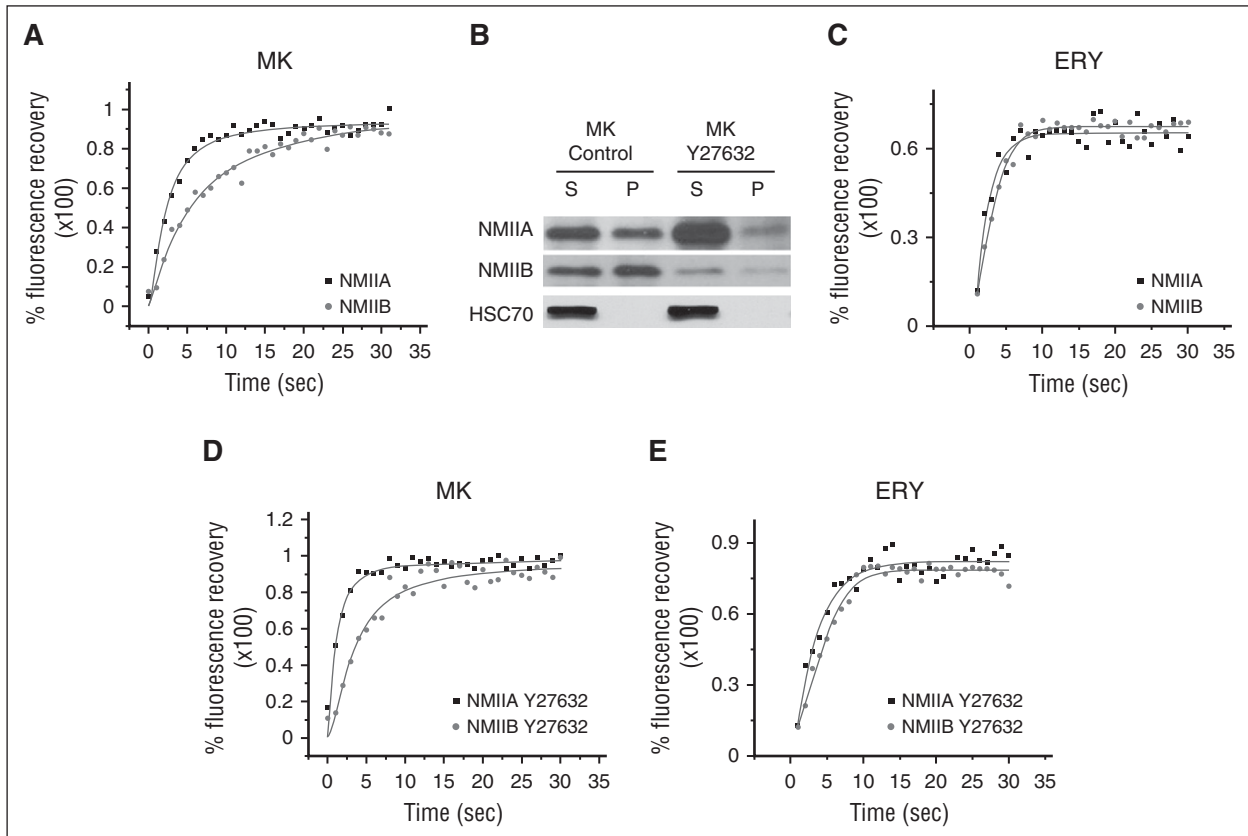 A
MK
% fluorescence recovery
(x100)
1
0.8
0.6
0.4
0.2
0
NMIIA
NMIIB
0 5 10 15 20 25 30 35
Time (sec)
B
MK Control
MK Y27632
S P S P
NMIIA
NMIIB
HSC70
C
ERY
% fluorescence recovery
(x100)
0.6
0.3
0
NMIIA
NMIIB
0 5 10 15 20 25 30 35
Time (sec)
D
MK
% fluorescence recovery
(x100)
1.2
1
0.8
0.6
0.4
0.2
0
NMIIA Y27632
NMIIB Y27632
0 5 10 15 20 25 30 35
Time (sec)
E
ERY
% fluorescence recovery
(x100)
0.9
0.6
0.3
0
NMIIA Y27632
NMIIB Y27632
0 5 10 15 20 25 30 35
Time (sec)